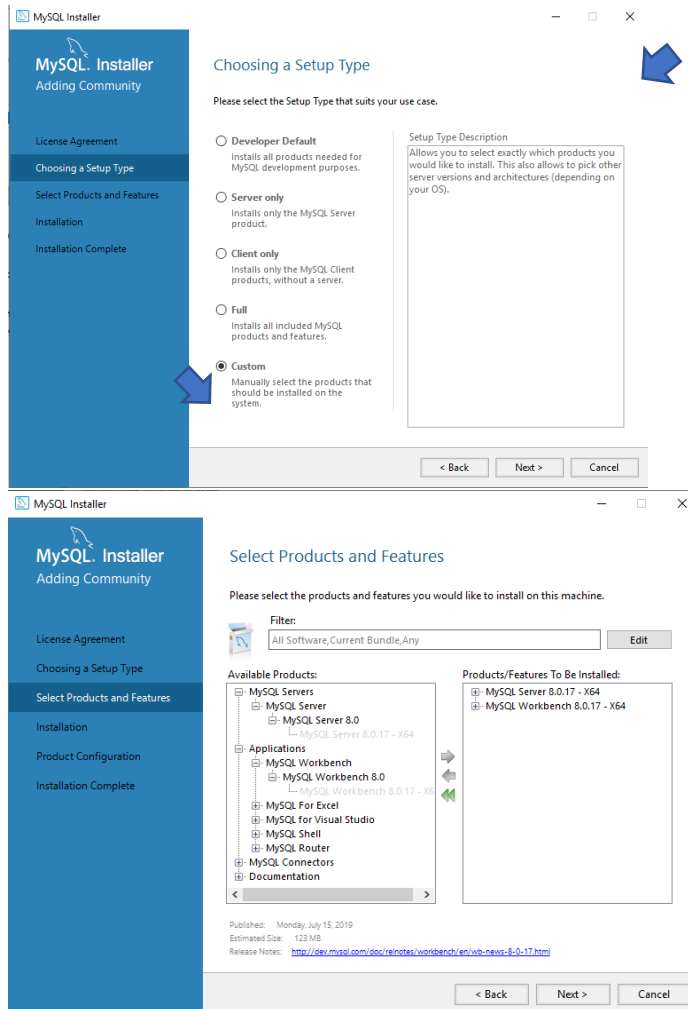 MySQL Installer
MySQL. Installer
Adding Community
License Agreement
Choosing a Setup Type
Select Products and Features
Installation
Installation Complete
Choosing a Setup Type
Please select the Setup Type that suits your use case.
Developer Default
Installs all products needed for
MySQL development purposes.
Server only
Installs only the MySQL Server
product.
Client only
Installs only the MySQL Client
products, without a server.
Full
Installs all included MySQL
products and features.
Custom
Manually select the products that
should be installed on the
system.
Setup Type Description
Allows you to select exactly which products you
would like to install. This also allows to pick other
server versions and architectures (depending on
your OS).
< Back
Next >
Cancel
MySQL Installer
MySQL. Installer
Adding Community
License Agreement
Choosing a Setup Type
Select Products and Features
Installation
Product Configuration
Installation Complete
Select Products and Features
Please select the products and features you would like to install on this machine.
Filter:
All Software,Current Bundle,Any
Edit
Available Products:
MySQL Servers
MySQL Server
MySQL Server 8.0
MySQL Server 8.0.17 - X64
Applications
MySQL Workbench
MySQL Workbench 8.0
MySQL Workbench 8.0.17 - X6
MySQL For Excel
MySQL for Visual Studio
MySQL Shell
MySQL Router
MySQL Connectors
Documentation
Products/Features To Be Installed:
MySQL Server 8.0.17 - X64
MySQL Workbench 8.0.17 - X64
Published: Monday, July 15, 2019
Estimated Size: 123 MB
Release Notes: http://dev.mysql.com/doc/relnotes/workbench/en/wb-news-8-0-17.html
< Back
Next >
Cancel